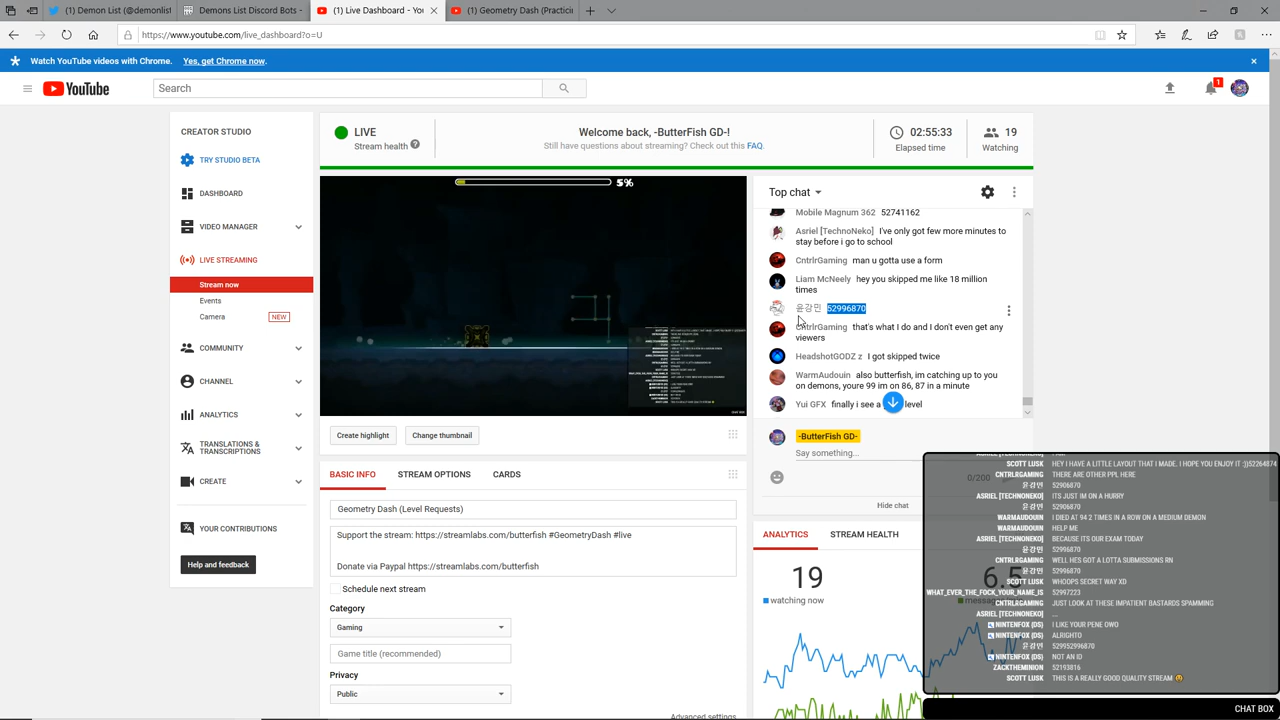 (1) Demon List (@demonlist
Demons List Discord Bots -
(1) Live Dashboard - Yo
(1) Geometry Dash (Practicin
https://www.youtube.com/live_dashboard?o=U
Watch YouTube videos with Chrome. Yes, get Chrome now.
YouTube
Search
1
CREATOR STUDIO
TRY STUDIO BETA
DASHBOARD
VIDEO MANAGER
LIVE STREAMING
Stream now
Events
Camera NEW
COMMUNITY
CHANNEL
ANALYTICS
TRANSLATIONS &
TRANSCRIPTIONS
CREATE
YOUR CONTRIBUTIONS
Help and feedback
LIVE
Stream health
Welcome back, -ButterFish GD-!
Still have questions about streaming? Check out this FAQ.
02:55:33
Elapsed time
19
Watching
5%
Create highlight
Change thumbnail
BASIC INFO
STREAM OPTIONS
CARDS
Geometry Dash (Level Requests)
Support the stream: https://streamlabs.com/butterfish #GeometryDash #live
Donate via Paypal https://streamlabs.com/butterfish
Schedule next stream
Category
Gaming
Game title (recommended)
Privacy
Public
Advanced settings
Top chat
Mobile Magnum 362 52741162
Asriel [TechnoNeko] I've only got few more minutes to
stay before i go to school
CntrlrGaming man u gotta use a form
Liam McNeely hey you skipped me like 18 million
times
윤강민 52996870
CntrlrGaming that's what I do and I don't even get any
viewers
HeadshotGODZ z I got skipped twice
WarmAudouin also butterfish, im catching up to you
on demons, youre 99 im on 86, 87 in a minute
Yui GFX finally i see a level
-ButterFish GD-
Say something...
0/200
Hide chat
ANALYTICS
STREAM HEALTH
19
watching now
6.5
ASRIEL [TECHNONEKO]
SCOTT LUSK HEY I HAVE A LITTLE LAYOUT THAT I MADE. I HOPE YOU ENJOY IT :))52264874
CNTRLRGAMING THERE ARE OTHER PPL HERE
윤강민 52906870
ASRIEL [TECHNONEKO] ITS JUST IM ON A HURRY
윤강민 52906870
WARMAUDOUIN I DIED AT 94 2 TIMES IN A ROW ON A MEDIUM DEMON
WARMAUDOUIN HELP ME
ASRIEL [TECHNONEKO] BECAUSE ITS OUR EXAM TODAY
윤강민 52996870
CNTRLRGAMING WELL HES GOT A LOTTA SUBMISSIONS RN
윤강민 52996870
SCOTT LUSK WHOOPS SECRET WAY XD
WHAT_EVER_THE_FOCK_YOUR_NAME_IS 52997223
CNTRLRGAMING JUST LOOK AT THESE IMPATIENT BASTARDS SPAMMING
ASRIEL [TECHNONEKO] ...
NINTENFOX (DS) I LIKE YOUR PENE OWO
NINTENFOX (DS) ALRIGHTO
윤강민 529952996870
NINTENFOX (DS) NOT AN ID
ZACKTHEMINION 52193816
SCOTT LUSK THIS IS A REALLY GOOD QUALITY STREAM 😃
CHAT BOX